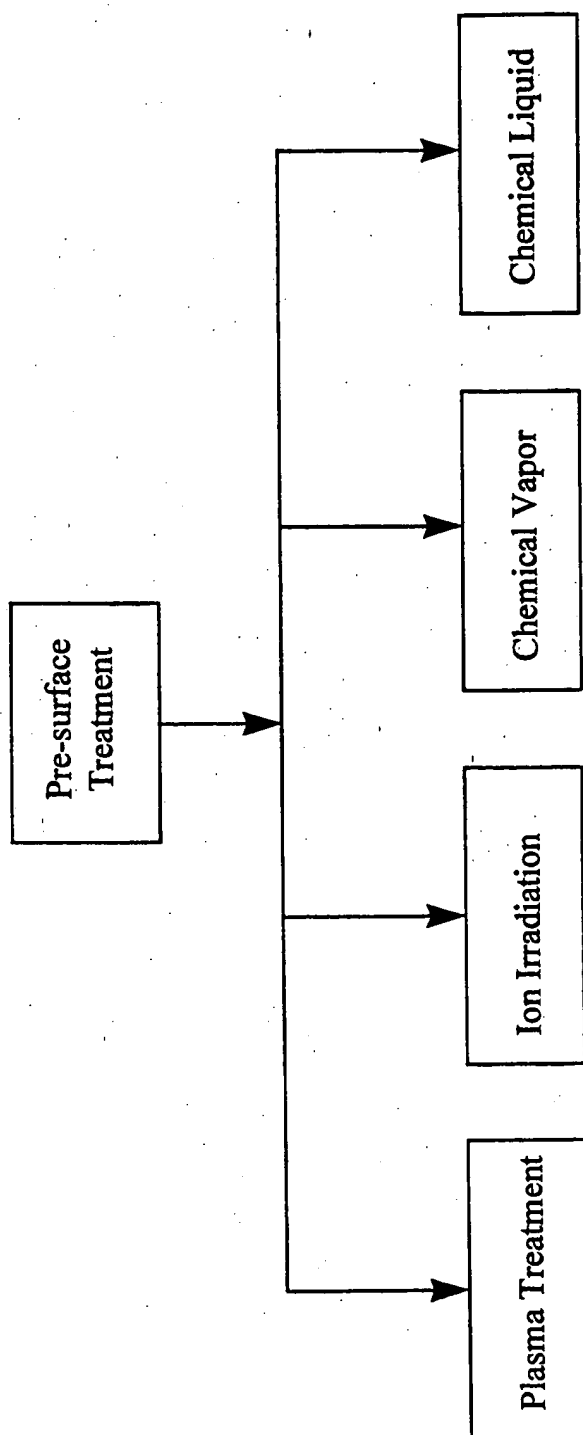 Pre-surface
Treatment
Plasma Treatment
Ion Irradiation
Chemical Vapor
Chemical Liquid